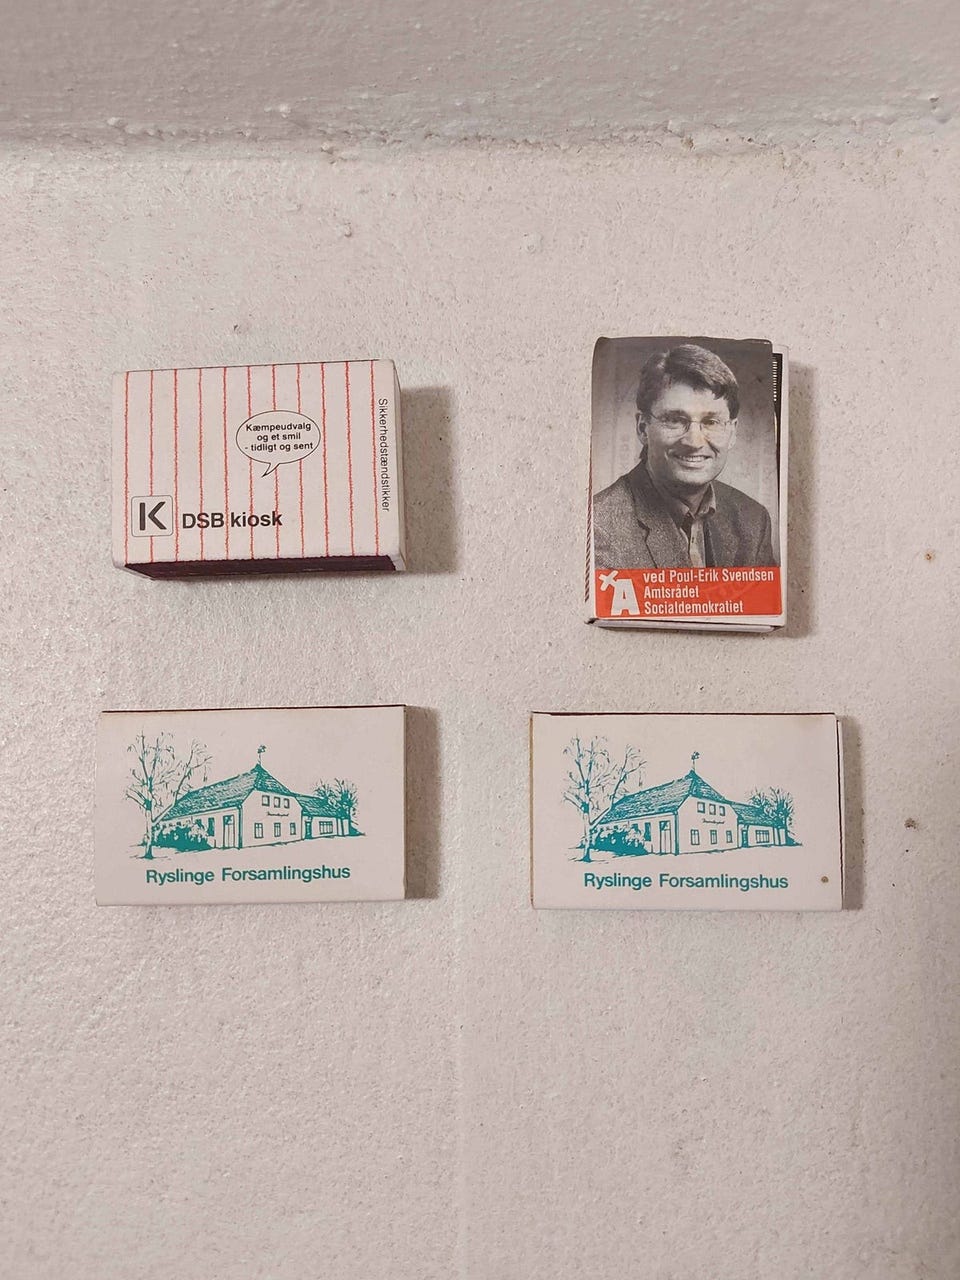 Kæmpeudvalg
og et smil
- tidligt og sent
Sikkerhedstændstikker
K DSB kiosk
A ved Poul-Erik Svendsen
Amtsrådet
Socialdemokratiet
Ryslinge Forsamlingshus
Ryslinge Forsamlingshus